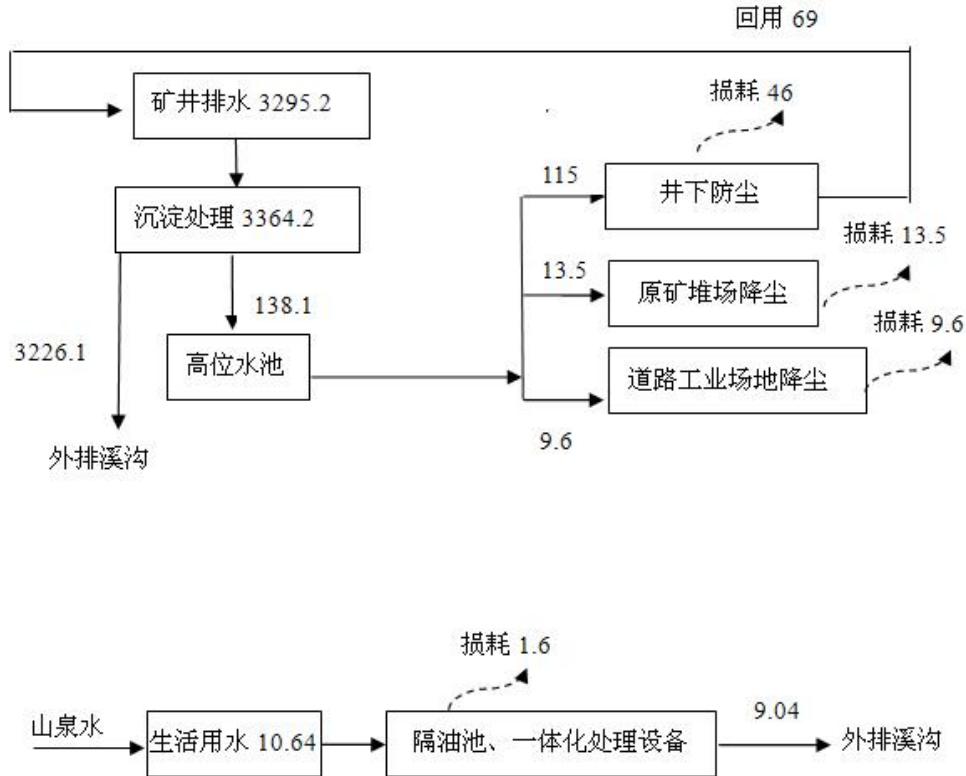 回用 69
损耗 46
矿井排水 3295.2
115
井下防尘
沉淀处理 3364.2
损耗 13.5
13.5
原矿堆场降尘
138.1
损耗 9.6
3226.1
高位水池
道路工业场地降尘
9.6
外排溪沟
损耗 1.6
山泉水
生活用水 10.64
隔油池、一体化处理设备
9.04
外排溪沟